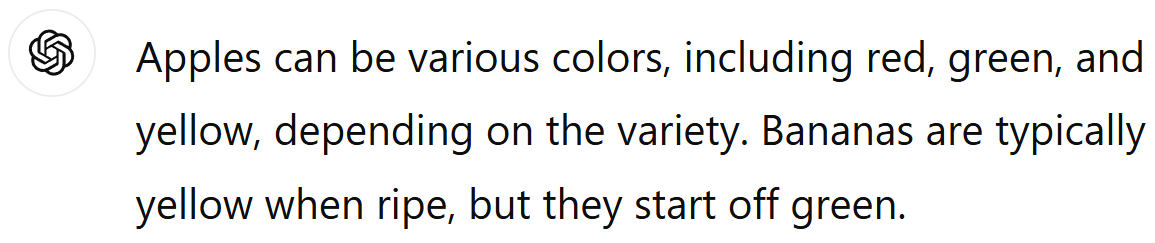 Apples can be various colors, including red, green, and
yellow, depending on the variety. Bananas are typically
yellow when ripe, but they start off green.